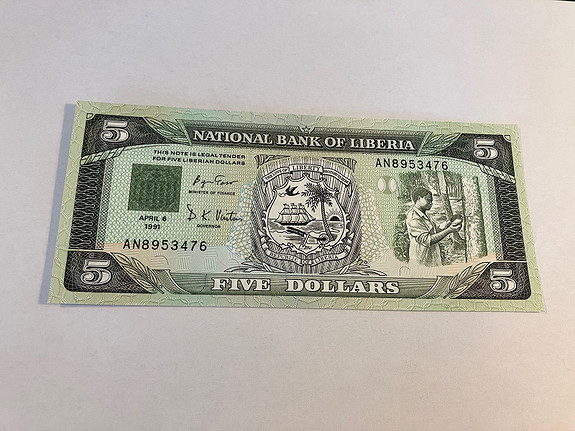 5
NATIONAL BANK OF LIBERIA
5
THIS NOTE IS LEGAL TENDER
FOR FIVE LIBERIAN DOLLARS
AN8953476
MINISTER OF FINANCE
APRIL 6
1991
GOVERNOR
AN8953476
5
FIVE DOLLARS
5